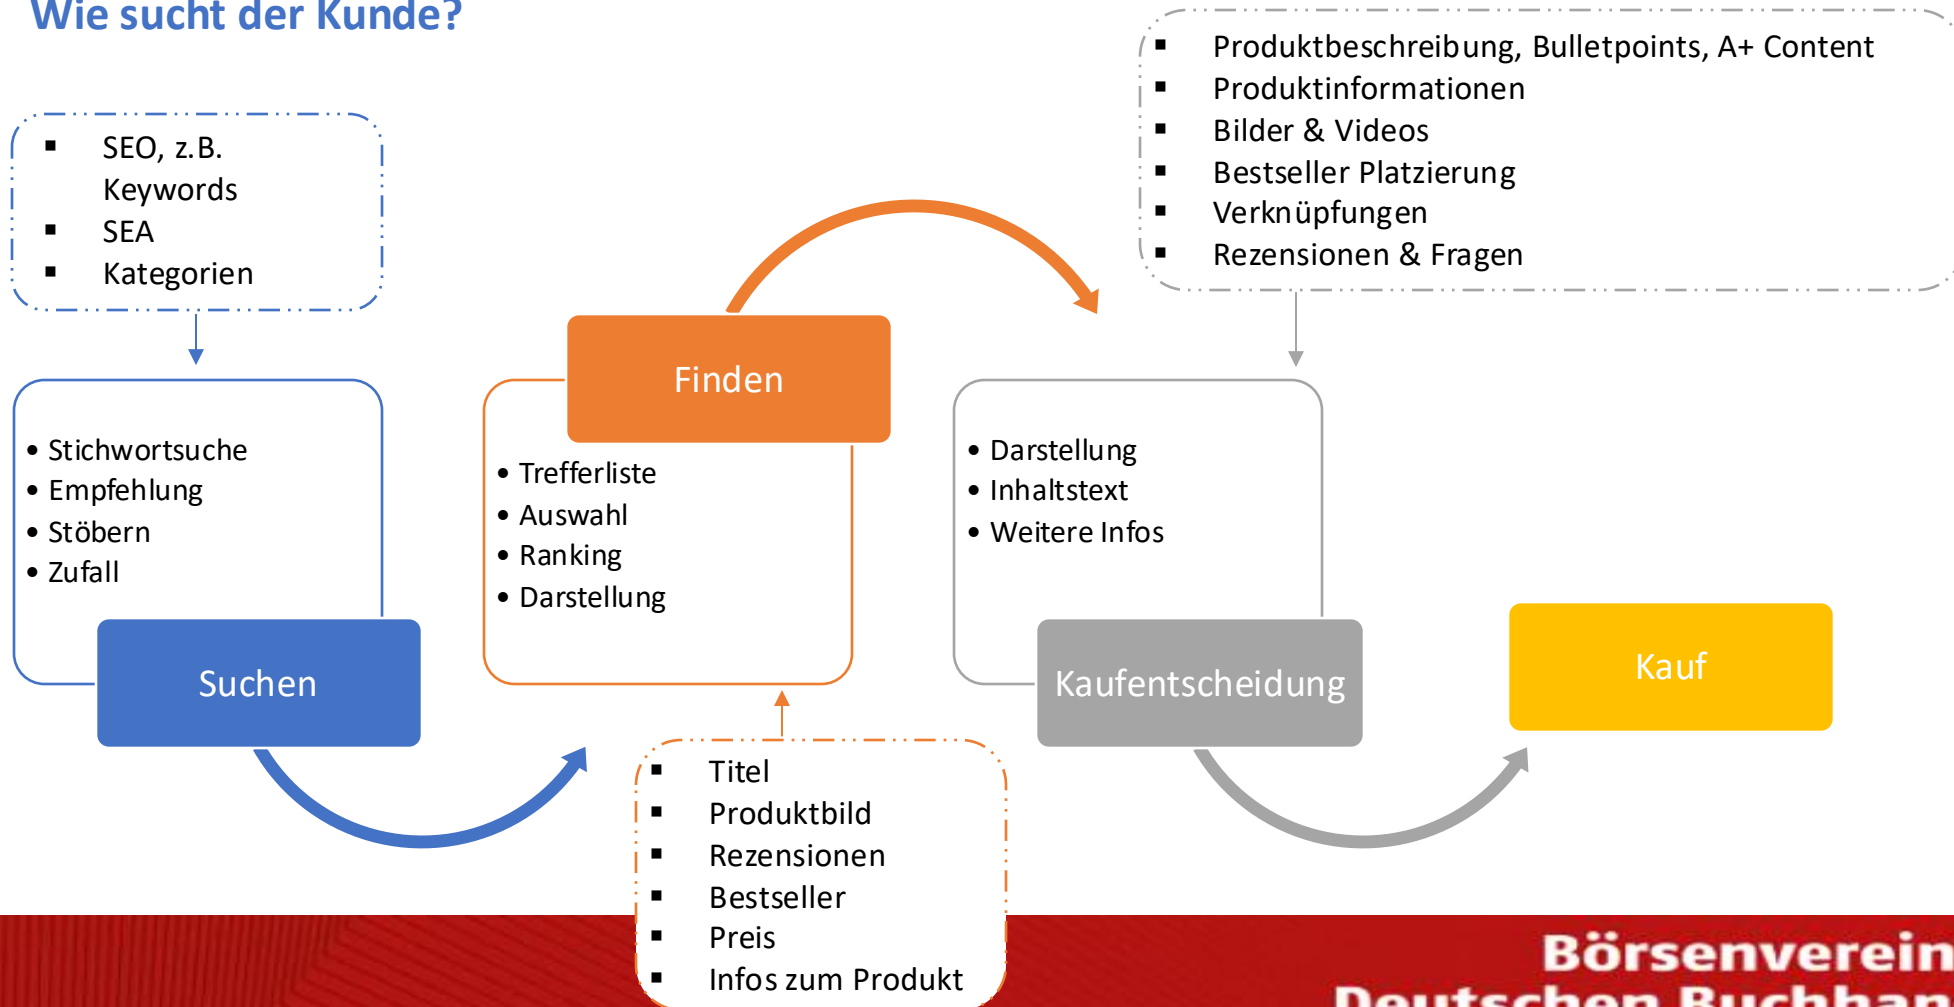 Wie sucht der Kunde?
▪ SEO, z.B.
Keywords
▪ SEA
▪ Kategorien
• Stichwortsuche
• Empfehlung
• Stöbern
• Zufall
Suchen
Finden
• Trefferliste
• Auswahl
• Ranking
• Darstellung
▪ Titel
▪ Produktbild
▪ Rezensionen
▪ Bestseller
▪ Preis
▪ Infos zum Produkt
▪ Produktbeschreibung, Bulletpoints, A+ Content
▪ Produktinformationen
▪ Bilder & Videos
▪ Bestseller Platzierung
▪ Verknüpfungen
▪ Rezensionen & Fragen
• Darstellung
• Inhaltstext
• Weitere Infos
Kaufentscheidung
Kauf
Börsenverein
Deutschen